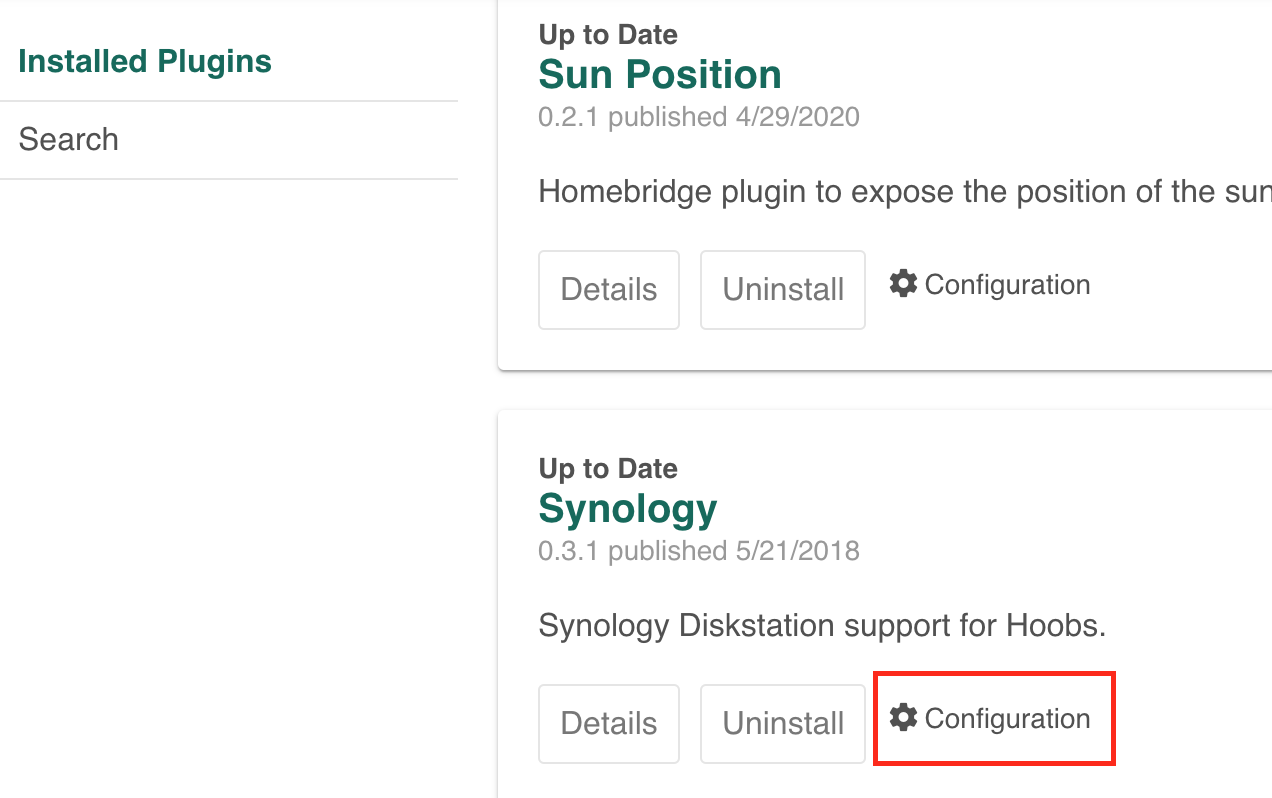 Installed Plugins
Search
Up to Date
Sun Position
0.2.1 published 4/29/2020
Homebridge plugin to expose the position of the sun
Details
Uninstall
Configuration
Up to Date
Synology
0.3.1 published 5/21/2018
Synology Diskstation support for Hoobs.
Details
Uninstall
Configuration